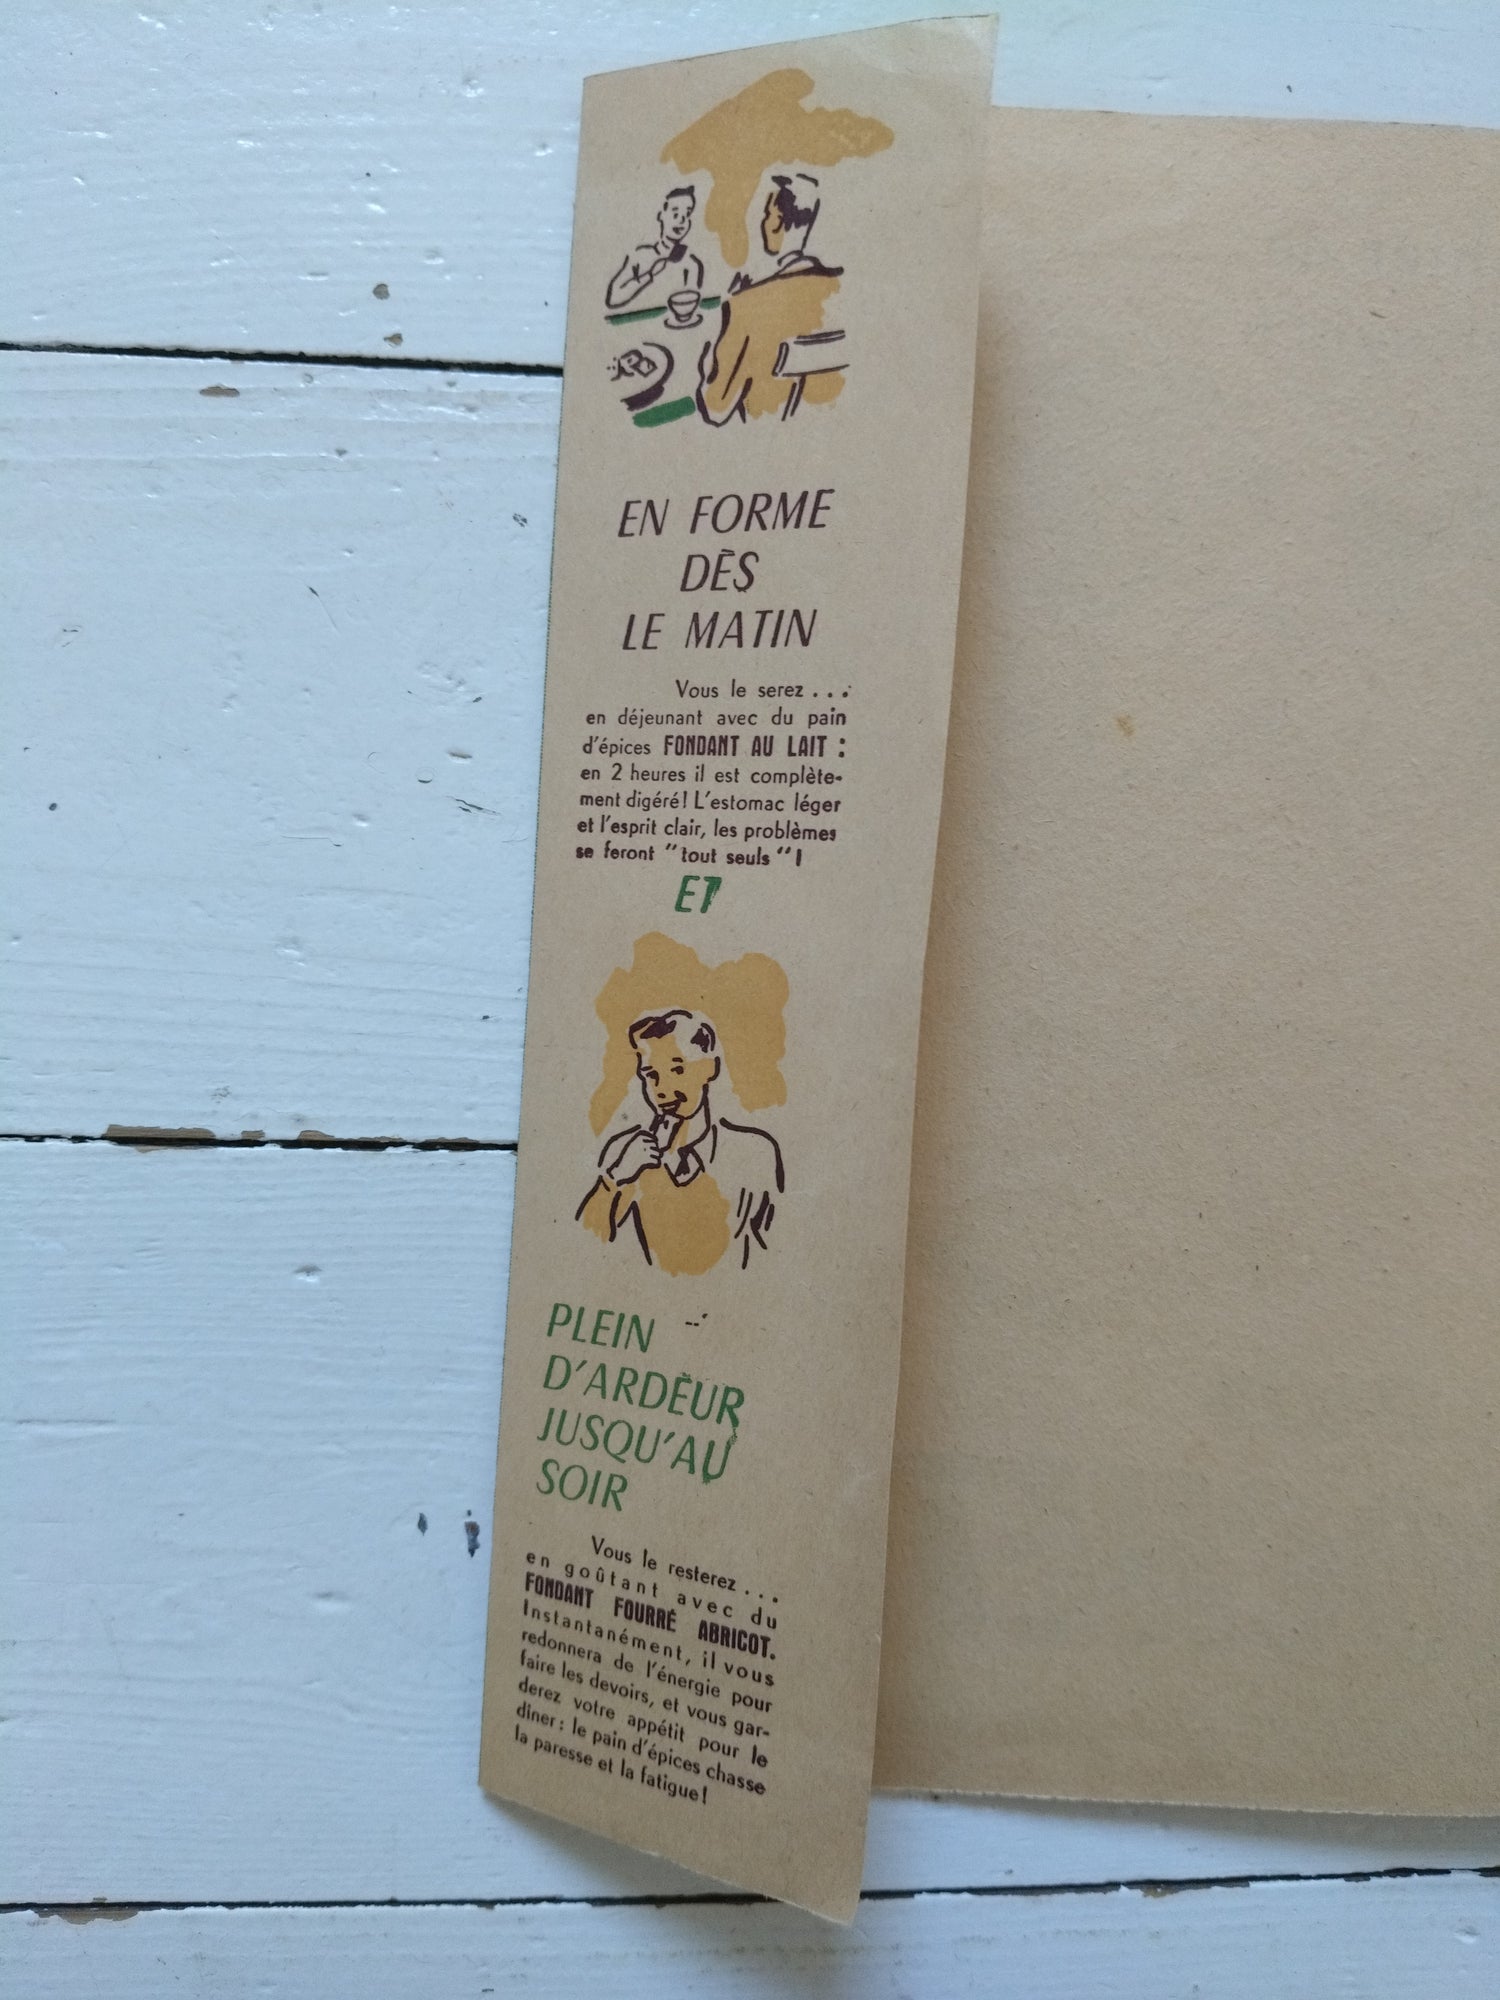 EN FORME
DÈS
LE MATIN
Vous le serez...
en déjeunant avec du pain
d'épices FONDANT AU LAIT :
en 2 heures il est complète-
ment digéré! L'estomac léger
et l'esprit clair, les problèmes
se feront "tout seuls"!
ET
PLEIN
D'ARDEUR
JUSQU'AU
SOIR
Vous le resterez...
en goûtant avec du
FONDANT FOURRÉ ABRICOT.
Instantanément, il vous
redonnera de l'énergie pour
faire les devoirs, et vous gar-
derez votre appétit pour le
dîner : le pain d'épices chasse
la paresse et la fatigue!